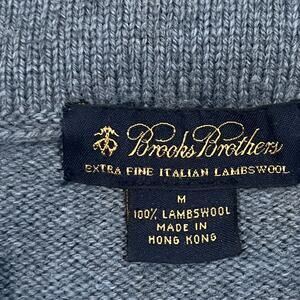 Brooks Brothers
EXTRA FINE ITALIAN LAMBSWOOL
M
100% LAMBSWOOL
MADE IN
HONG KONG